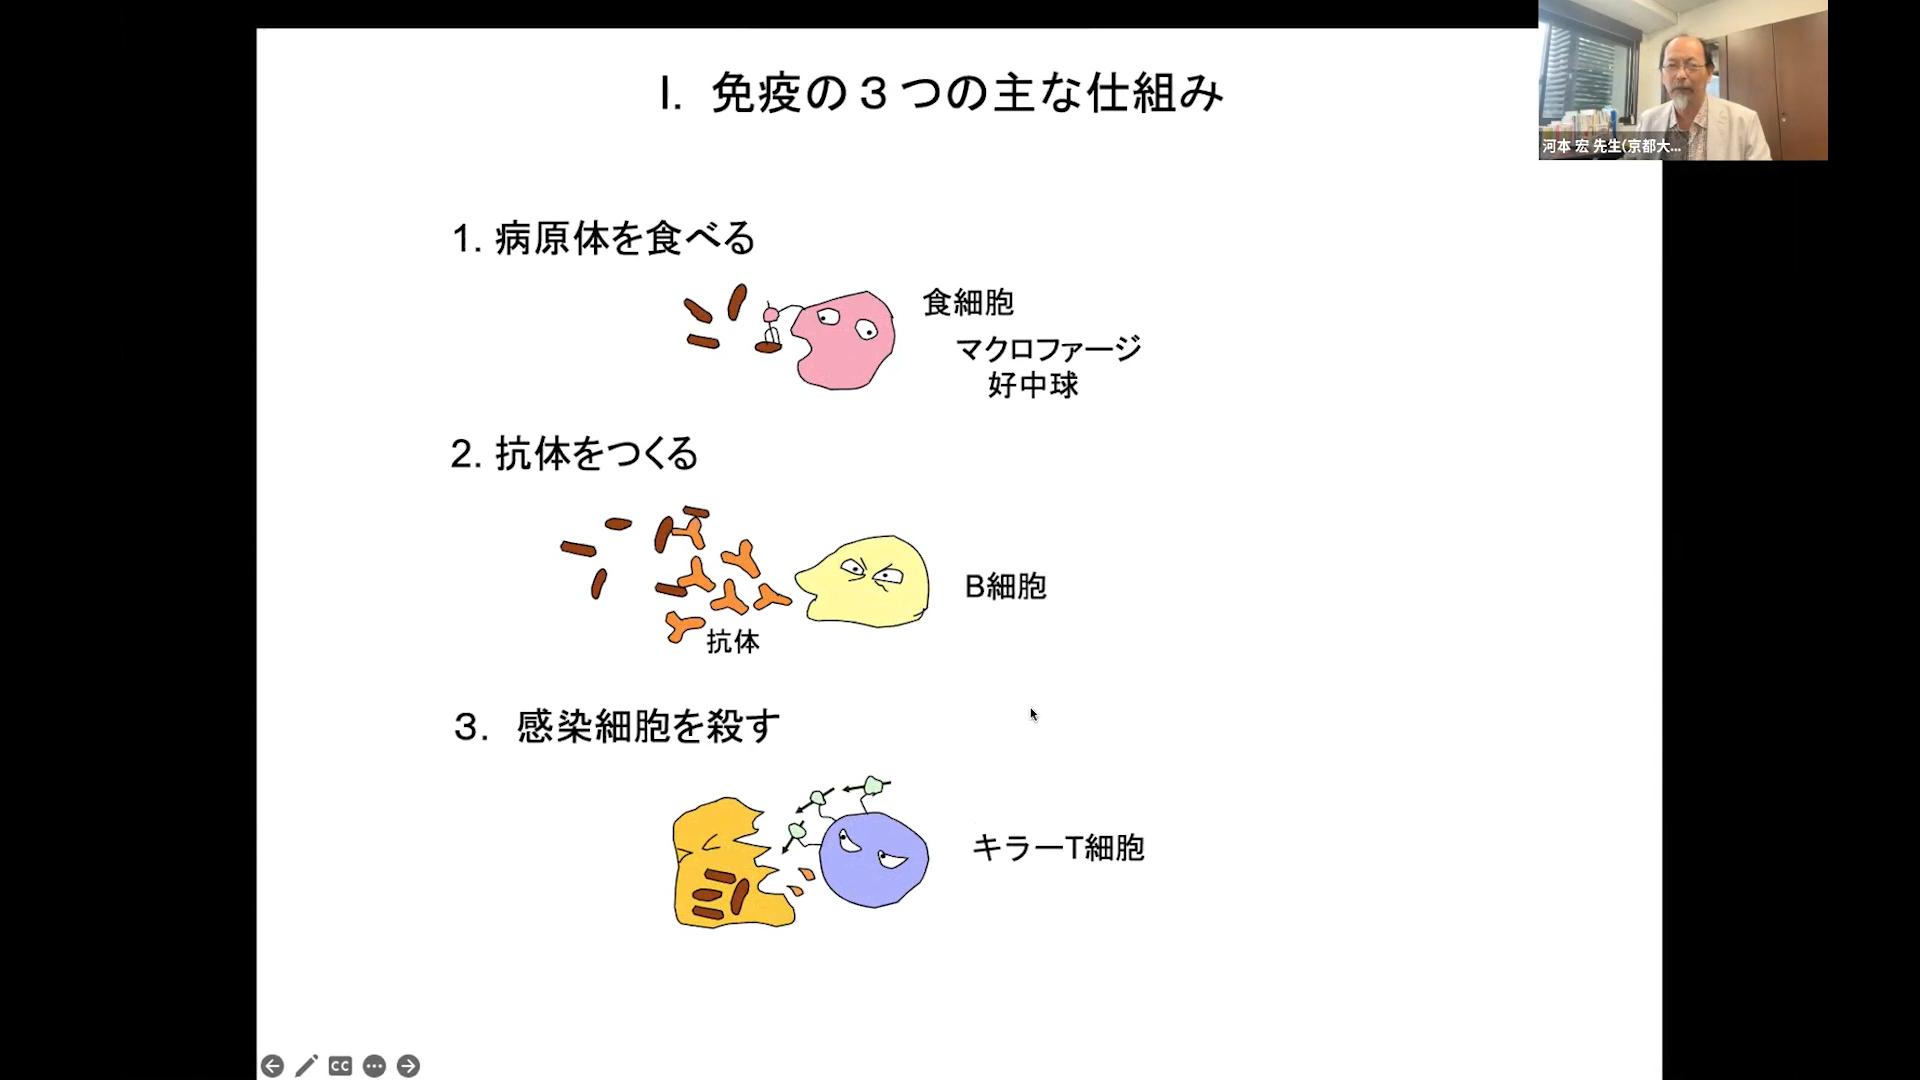 I. 免疫の３つの主な仕組み
河本 宏 先生(京都大...
1. 病原体を食べる
食細胞
マクロファージ
好中球
2. 抗体をつくる
B細胞
抗体
３. 感染細胞を殺す
キラーT細胞
CC